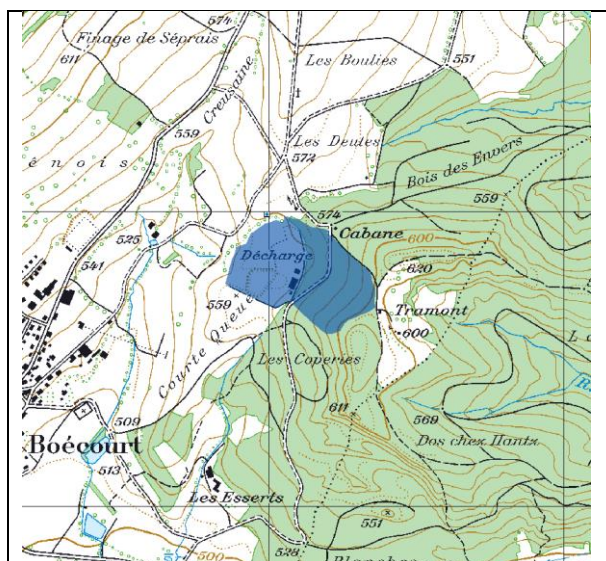 574
Finage de Séprais
611
Les Boulies
551
Creusaine
559
Les Deutes
572
énois
Bois des Envers
559
574
Cabane
525
600
541
Décharge
620
559
Tramont
600
Courte Queue
Les Coperies
611
569
509
Boécourt
Dos chez Hantz
513
Les Esserts
551
500
528